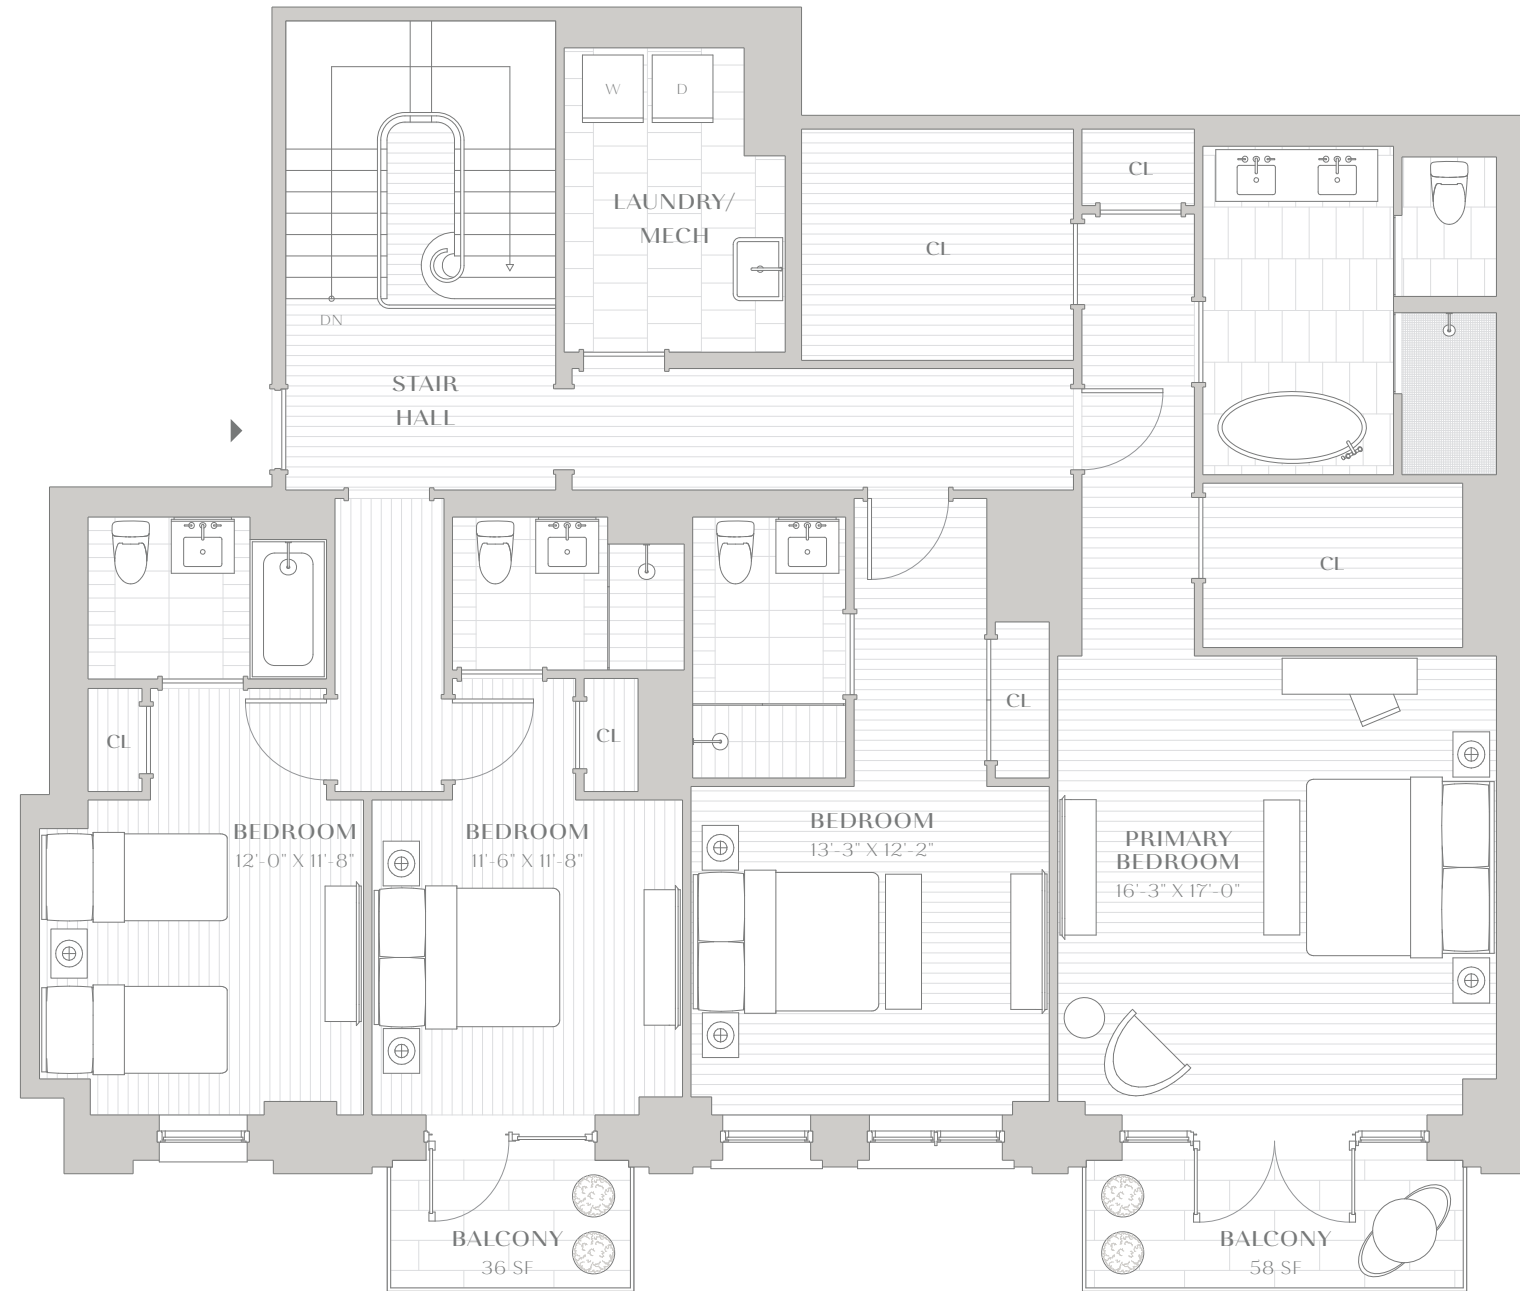 W
D
LAUNDRY/
MECH
CL
CL
DN
STAIR
HALL
CL
CL
CL
CL
BEDROOM
12'-0" X 11'-8"
BEDROOM
11'-6" X 11'-8"
BEDROOM
13'-3" X 12'-2"
PRIMARY
BEDROOM
16'-3" X 17'-0"
BALCONY
36 SF
BALCONY
58 SF